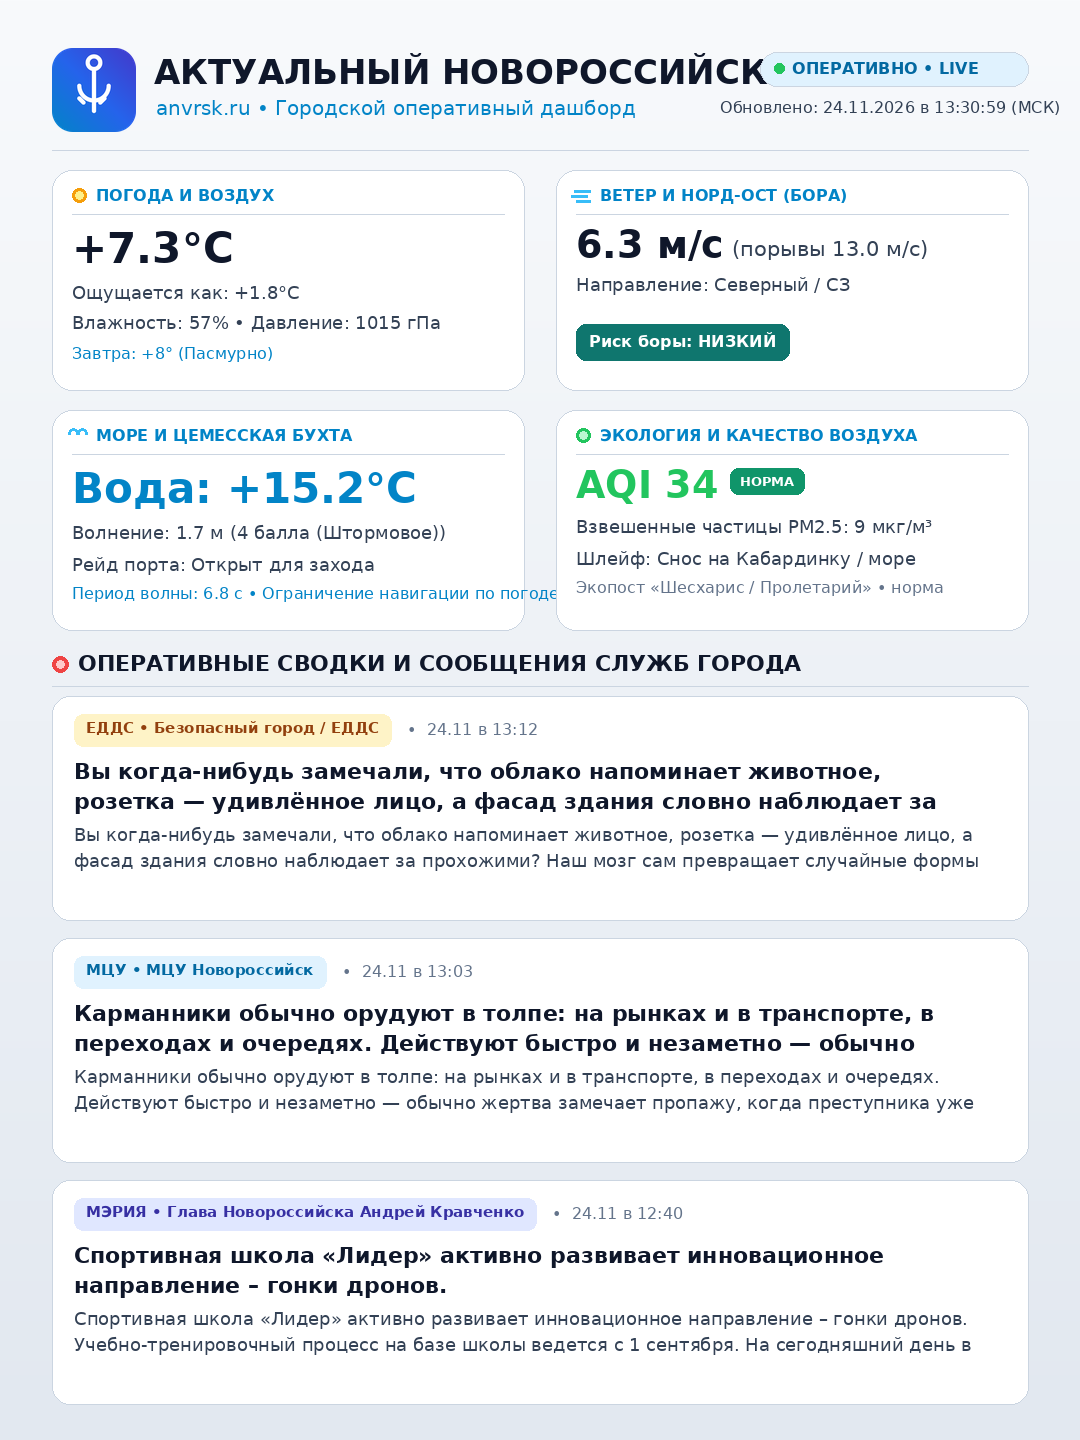 АКТУАЛЬНЫЙ НОВОРОССИЙСК
ОПЕРАТИВНО • LIVE
anvrsk.ru • Городской оперативный дашборд
Обновлено: 24.11.2026 в 13:30:59 (МСК)
ПОГОДА И ВОЗДУХ
+7.3°C
Ощущается как: +1.8°C
Влажность: 57% • Давление: 1015 гПа
Завтра: +8° (Пасмурно)
ВЕТЕР И НОРД-ОСТ (БОРА)
6.3 м/с (порывы 13.0 м/с)
Направление: Северный / СЗ
Риск боры: НИЗКИЙ
МОРЕ И ЦЕМЕССКАЯ БУХТА
Вода: +15.2°C
Волнение: 1.7 м (4 балла (Штормовое))
Рейд порта: Открыт для захода
Период волны: 6.8 с • Ограничение навигации по погоде
ЭКОЛОГИЯ И КАЧЕСТВО ВОЗДУХА
AQI 34 НОРМА
Взвешенные частицы PM2.5: 9 мкг/м³
Шлейф: Снос на Кабардинку / море
Экопост «Шесхарис / Пролетарий» • норма
ОПЕРАТИВНЫЕ СВОДКИ И СООБЩЕНИЯ СЛУЖБ ГОРОДА
ЕДДС • Безопасный город / ЕДДС • 24.11 в 13:12
Вы когда-нибудь замечали, что облако напоминает животное,
розетка — удивлённое лицо, а фасад здания словно наблюдает за
Вы когда-нибудь замечали, что облако напоминает животное, розетка — удивлённое лицо, а
фасад здания словно наблюдает за прохожими? Наш мозг сам превращает случайные формы
МЦУ • МЦУ Новороссийск • 24.11 в 13:03
Карманники обычно орудуют в толпе: на рынках и в транспорте, в
переходах и очередях. Действуют быстро и незаметно — обычно
Карманники обычно орудуют в толпе: на рынках и в транспорте, в переходах и очередях.
Действуют быстро и незаметно — обычно жертва замечает пропажу, когда преступника уже
МЭРИЯ • Глава Новороссийска Андрей Кравченко • 24.11 в 12:40
Спортивная школа «Лидер» активно развивает инновационное
направление – гонки дронов.
Спортивная школа «Лидер» активно развивает инновационное направление – гонки дронов.
Учебно-тренировочный процесс на базе школы ведется с 1 сентября. На сегодняшний день в